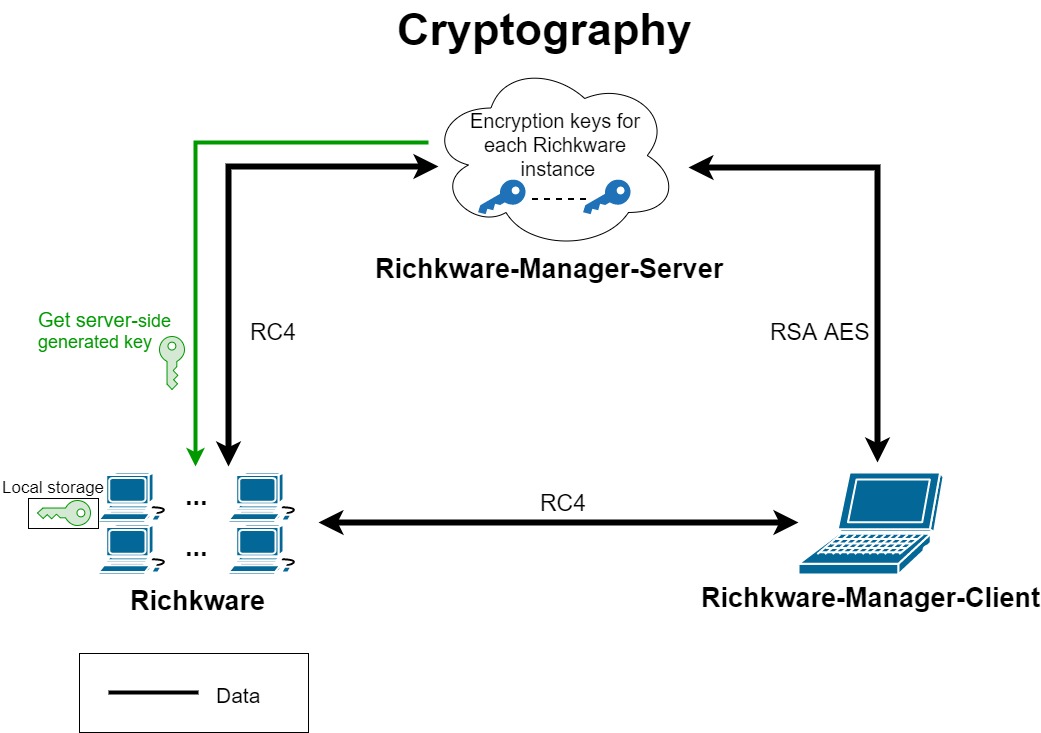 Cryptography
Encryption keys for
each Richkware
instance
Richkware-Manager-Server
Get server-side
generated key
RC4
RSA AES
Local storage
...
...
RC4
Richkware
Richkware-Manager-Client
Data